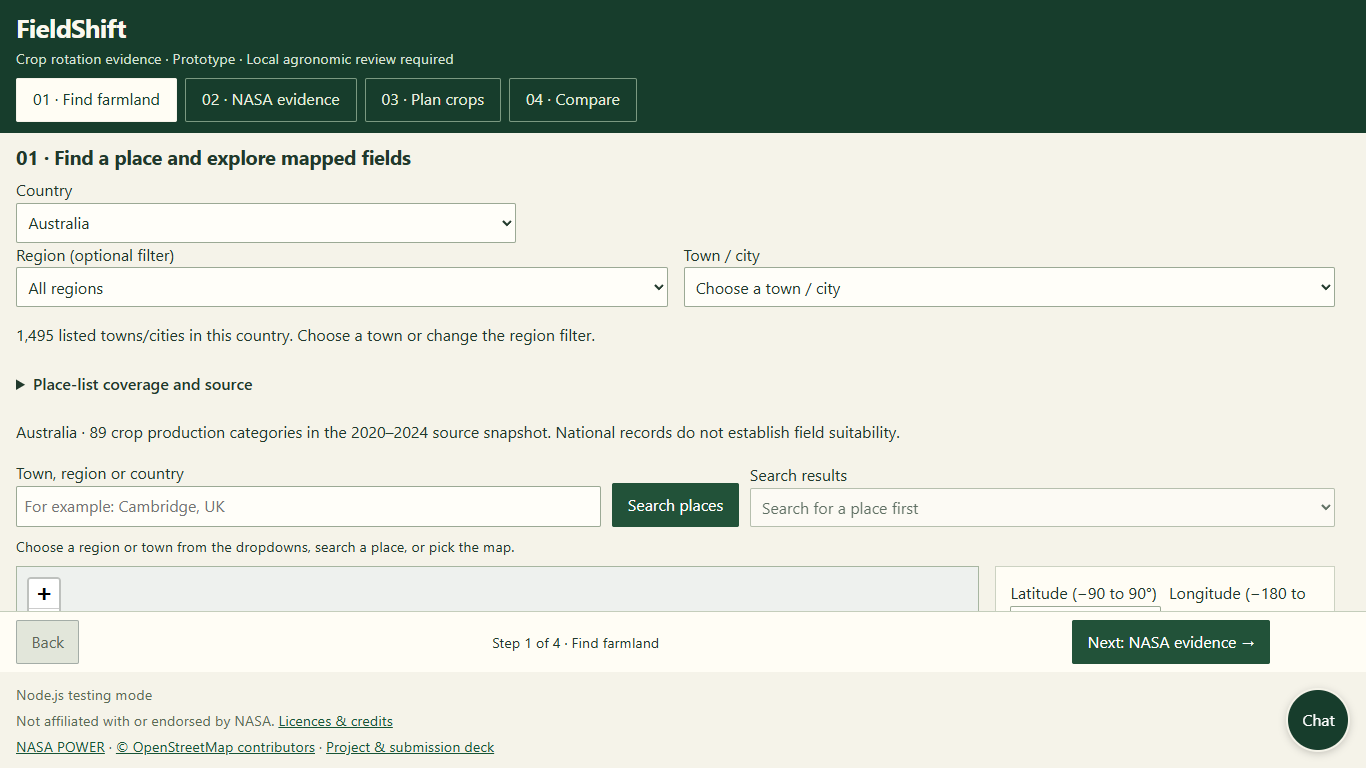 FieldShift
Crop rotation evidence · Prototype · Local agronomic review required
01 · Find farmland
02 · NASA evidence
03 · Plan crops
04 · Compare
01 · Find a place and explore mapped fields
Country
Australia
Region (optional filter)
Town / city
All regions
Choose a town / city
1,495 listed towns/cities in this country. Choose a town or change the region filter.
Place-list coverage and source
Australia · 89 crop production categories in the 2020–2024 source snapshot. National records do not establish field suitability.
Town, region or country
Search results
For example: Cambridge, UK
Search places
Search for a place first
Choose a region or town from the dropdowns, search a place, or pick the map.
+
Latitude (−90 to 90°)
Longitude (−180 to
Back
Step 1 of 4 · Find farmland
Next: NASA evidence →
Node.js testing mode
Not affiliated with or endorsed by NASA. Licences & credits
NASA POWER · © OpenStreetMap contributors · Project & submission deck
Chat